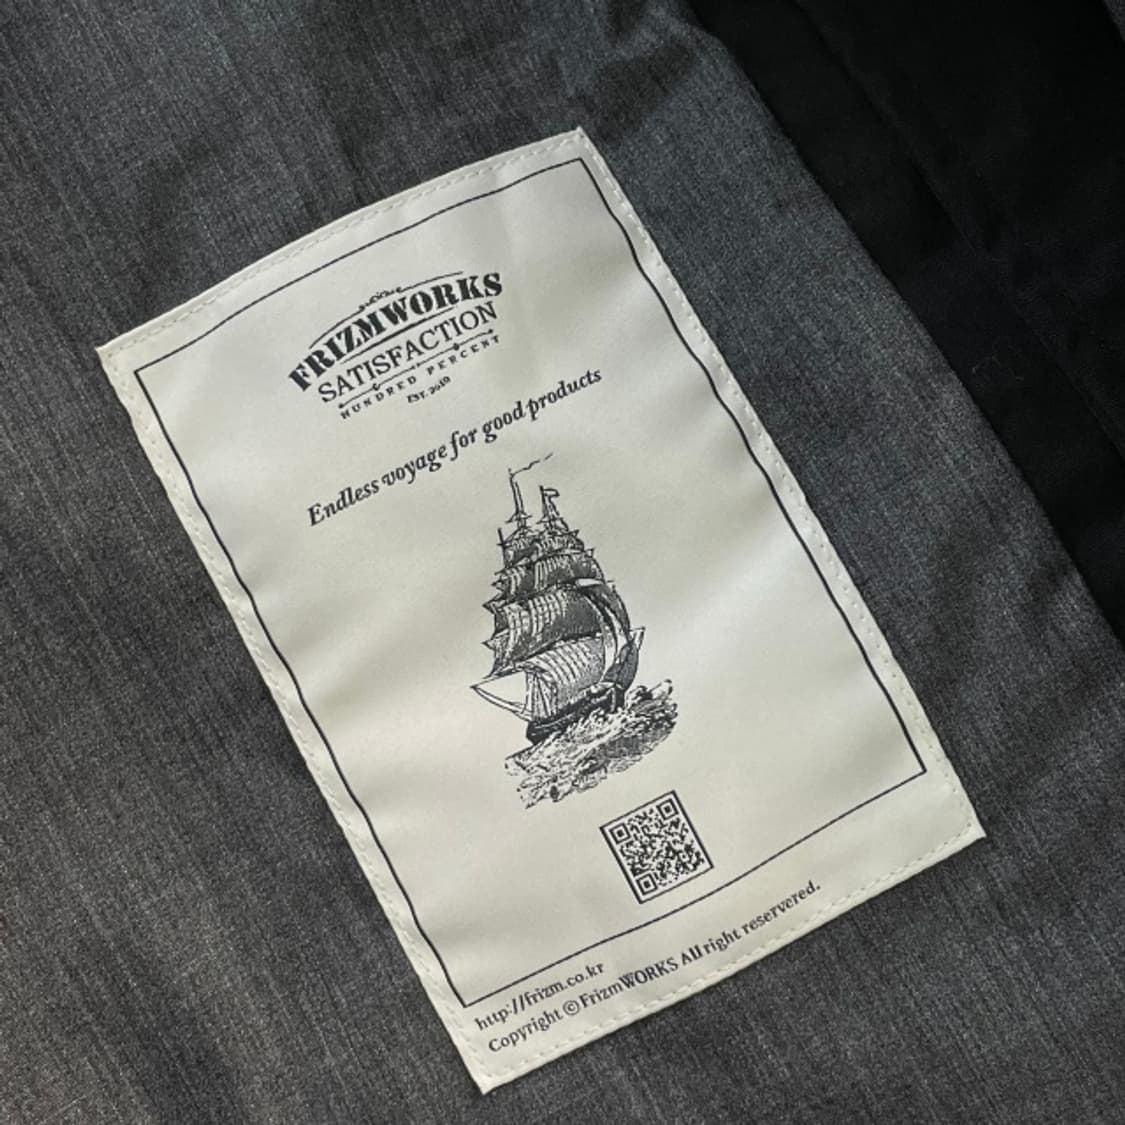 FRIZMWORKS
SATISFACTION
HUNDRED PERCENT
EST. 2010
Endless voyage for good products
http://frizm.co.kr
Copyright © FrizmWORKS All right reservered.